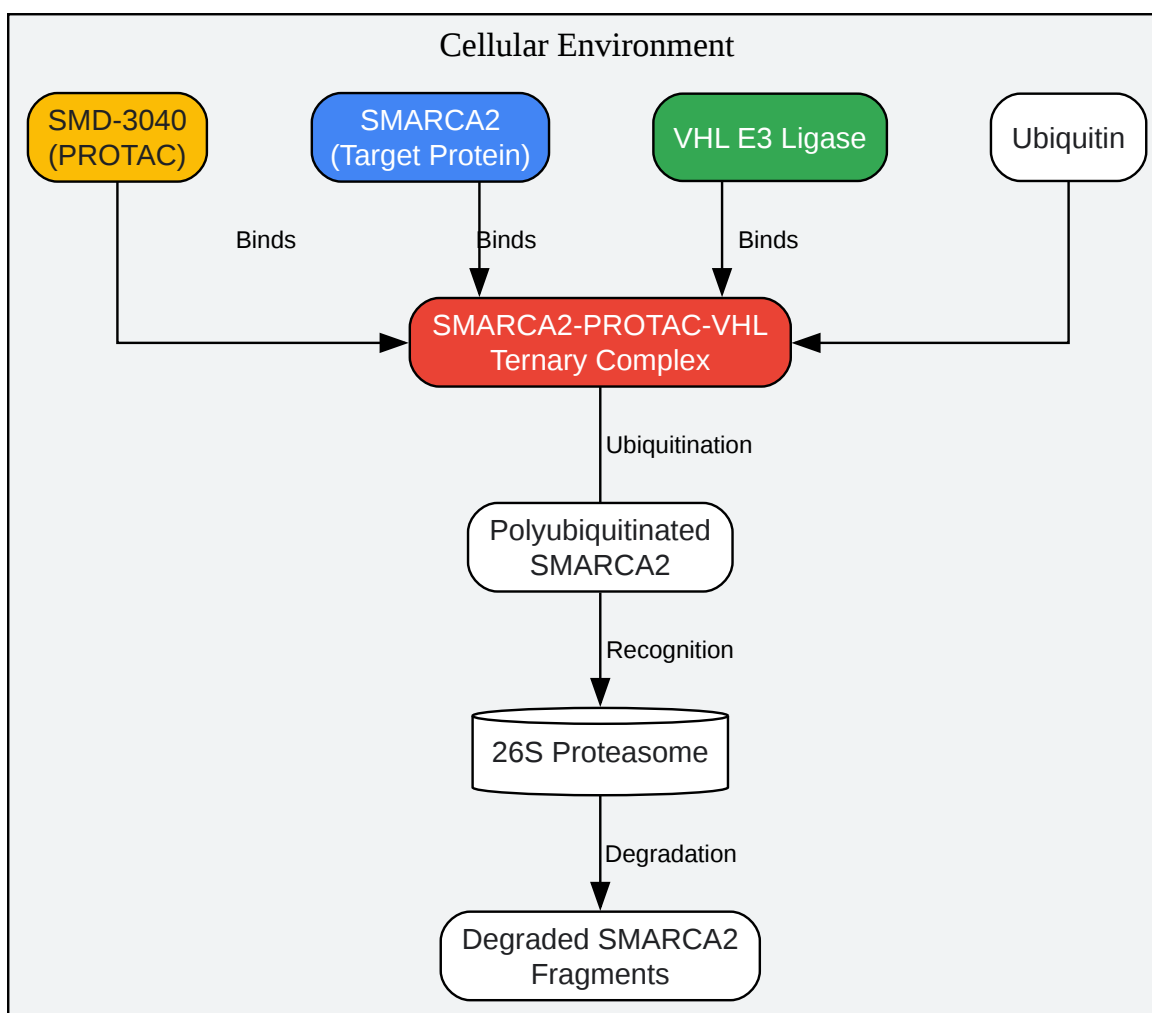 Cellular Environment
SMD-3040
(PROTAC)
SMARCA2
(Target Protein)
VHL E3 Ligase
Ubiquitin
Binds
Binds
Binds
SMARCA2-PROTAC-VHL
Ternary Complex
Ubiquitination
Polyubiquitinated
SMARCA2
Recognition
26S Proteasome
Degradation
Degraded SMARCA2
Fragments